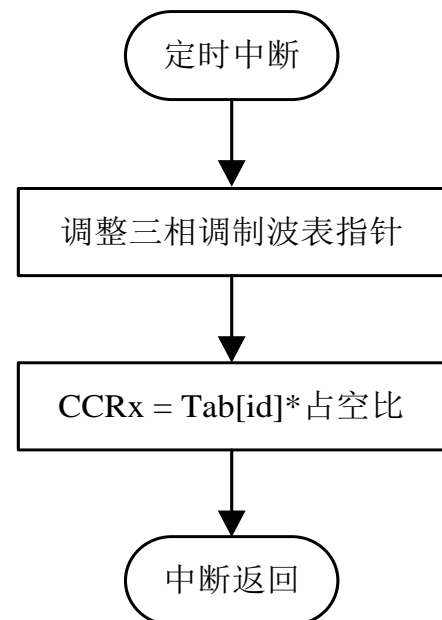 定时中断
调整三相调制波表指针
CCRx = Tab[id]*占空比
中断返回